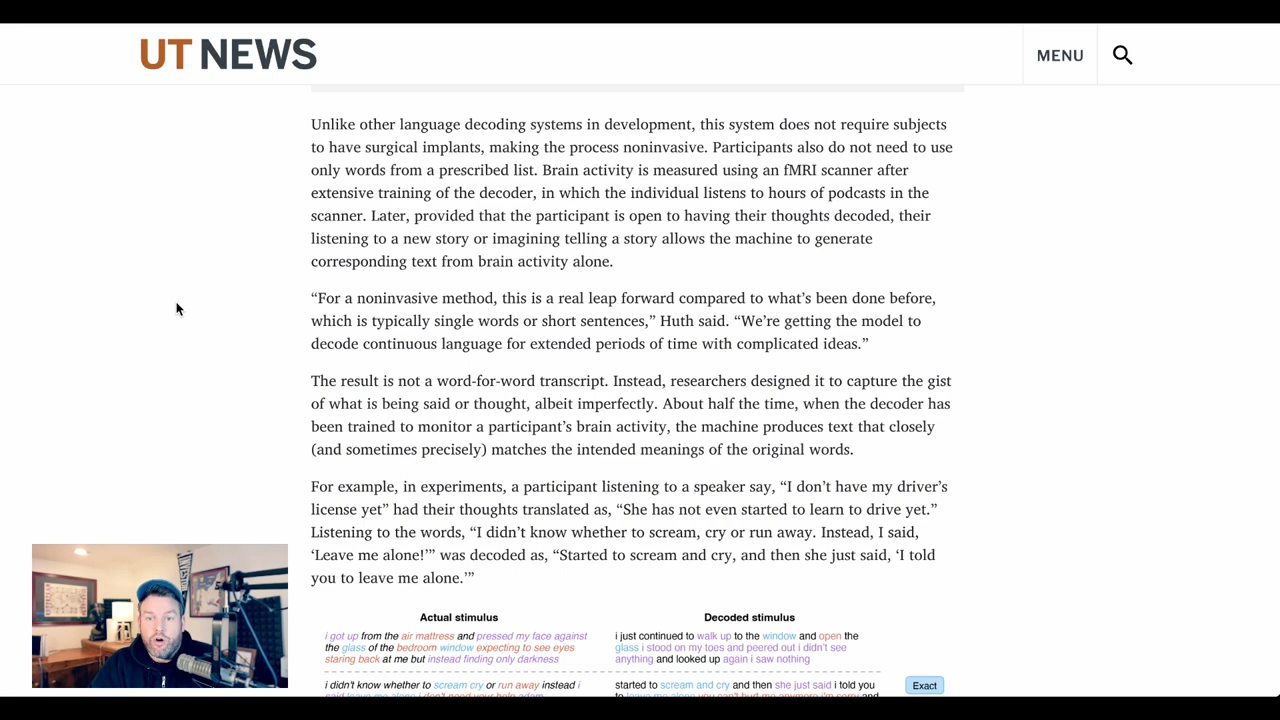 UT NEWS
MENU
Unlike other language decoding systems in development, this system does not require subjects
to have surgical implants, making the process noninvasive. Participants also do not need to use
only words from a prescribed list. Brain activity is measured using an fMRI scanner after
extensive training of the decoder, in which the individual listens to hours of podcasts in the
scanner. Later, provided that the participant is open to having their thoughts decoded, their
listening to a new story or imagining telling a story allows the machine to generate
corresponding text from brain activity alone.
“For a noninvasive method, this is a real leap forward compared to what’s been done before,
which is typically single words or short sentences,” Huth said. “We’re getting the model to
decode continuous language for extended periods of time with complicated ideas.”
The result is not a word-for-word transcript. Instead, researchers designed it to capture the gist
of what is being said or thought, albeit imperfectly. About half the time, when the decoder has
been trained to monitor a participant’s brain activity, the machine produces text that closely
(and sometimes precisely) matches the intended meanings of the original words.
For example, in experiments, a participant listening to a speaker say, “I don’t have my driver’s
license yet” had their thoughts translated as, “She has not even started to learn to drive yet.”
Listening to the words, “I didn’t know whether to scream, cry or run away. Instead, I said,
‘Leave me alone!’” was decoded as, “Started to scream and cry, and then she just said, ‘I told
you to leave me alone.’”
Actual stimulus
i got up from the air mattress and pressed my face against
the glass of the bedroom window expecting to see eyes
staring back at me but instead finding only darkness
i didn't know whether to scream cry or run away instead i
Decoded stimulus
i just continued to walk up to the window and open the
glass i stood on my toes and peered out i didn't see
anything and looked up again i saw nothing
started to scream and cry and then she just said i told you
Exact